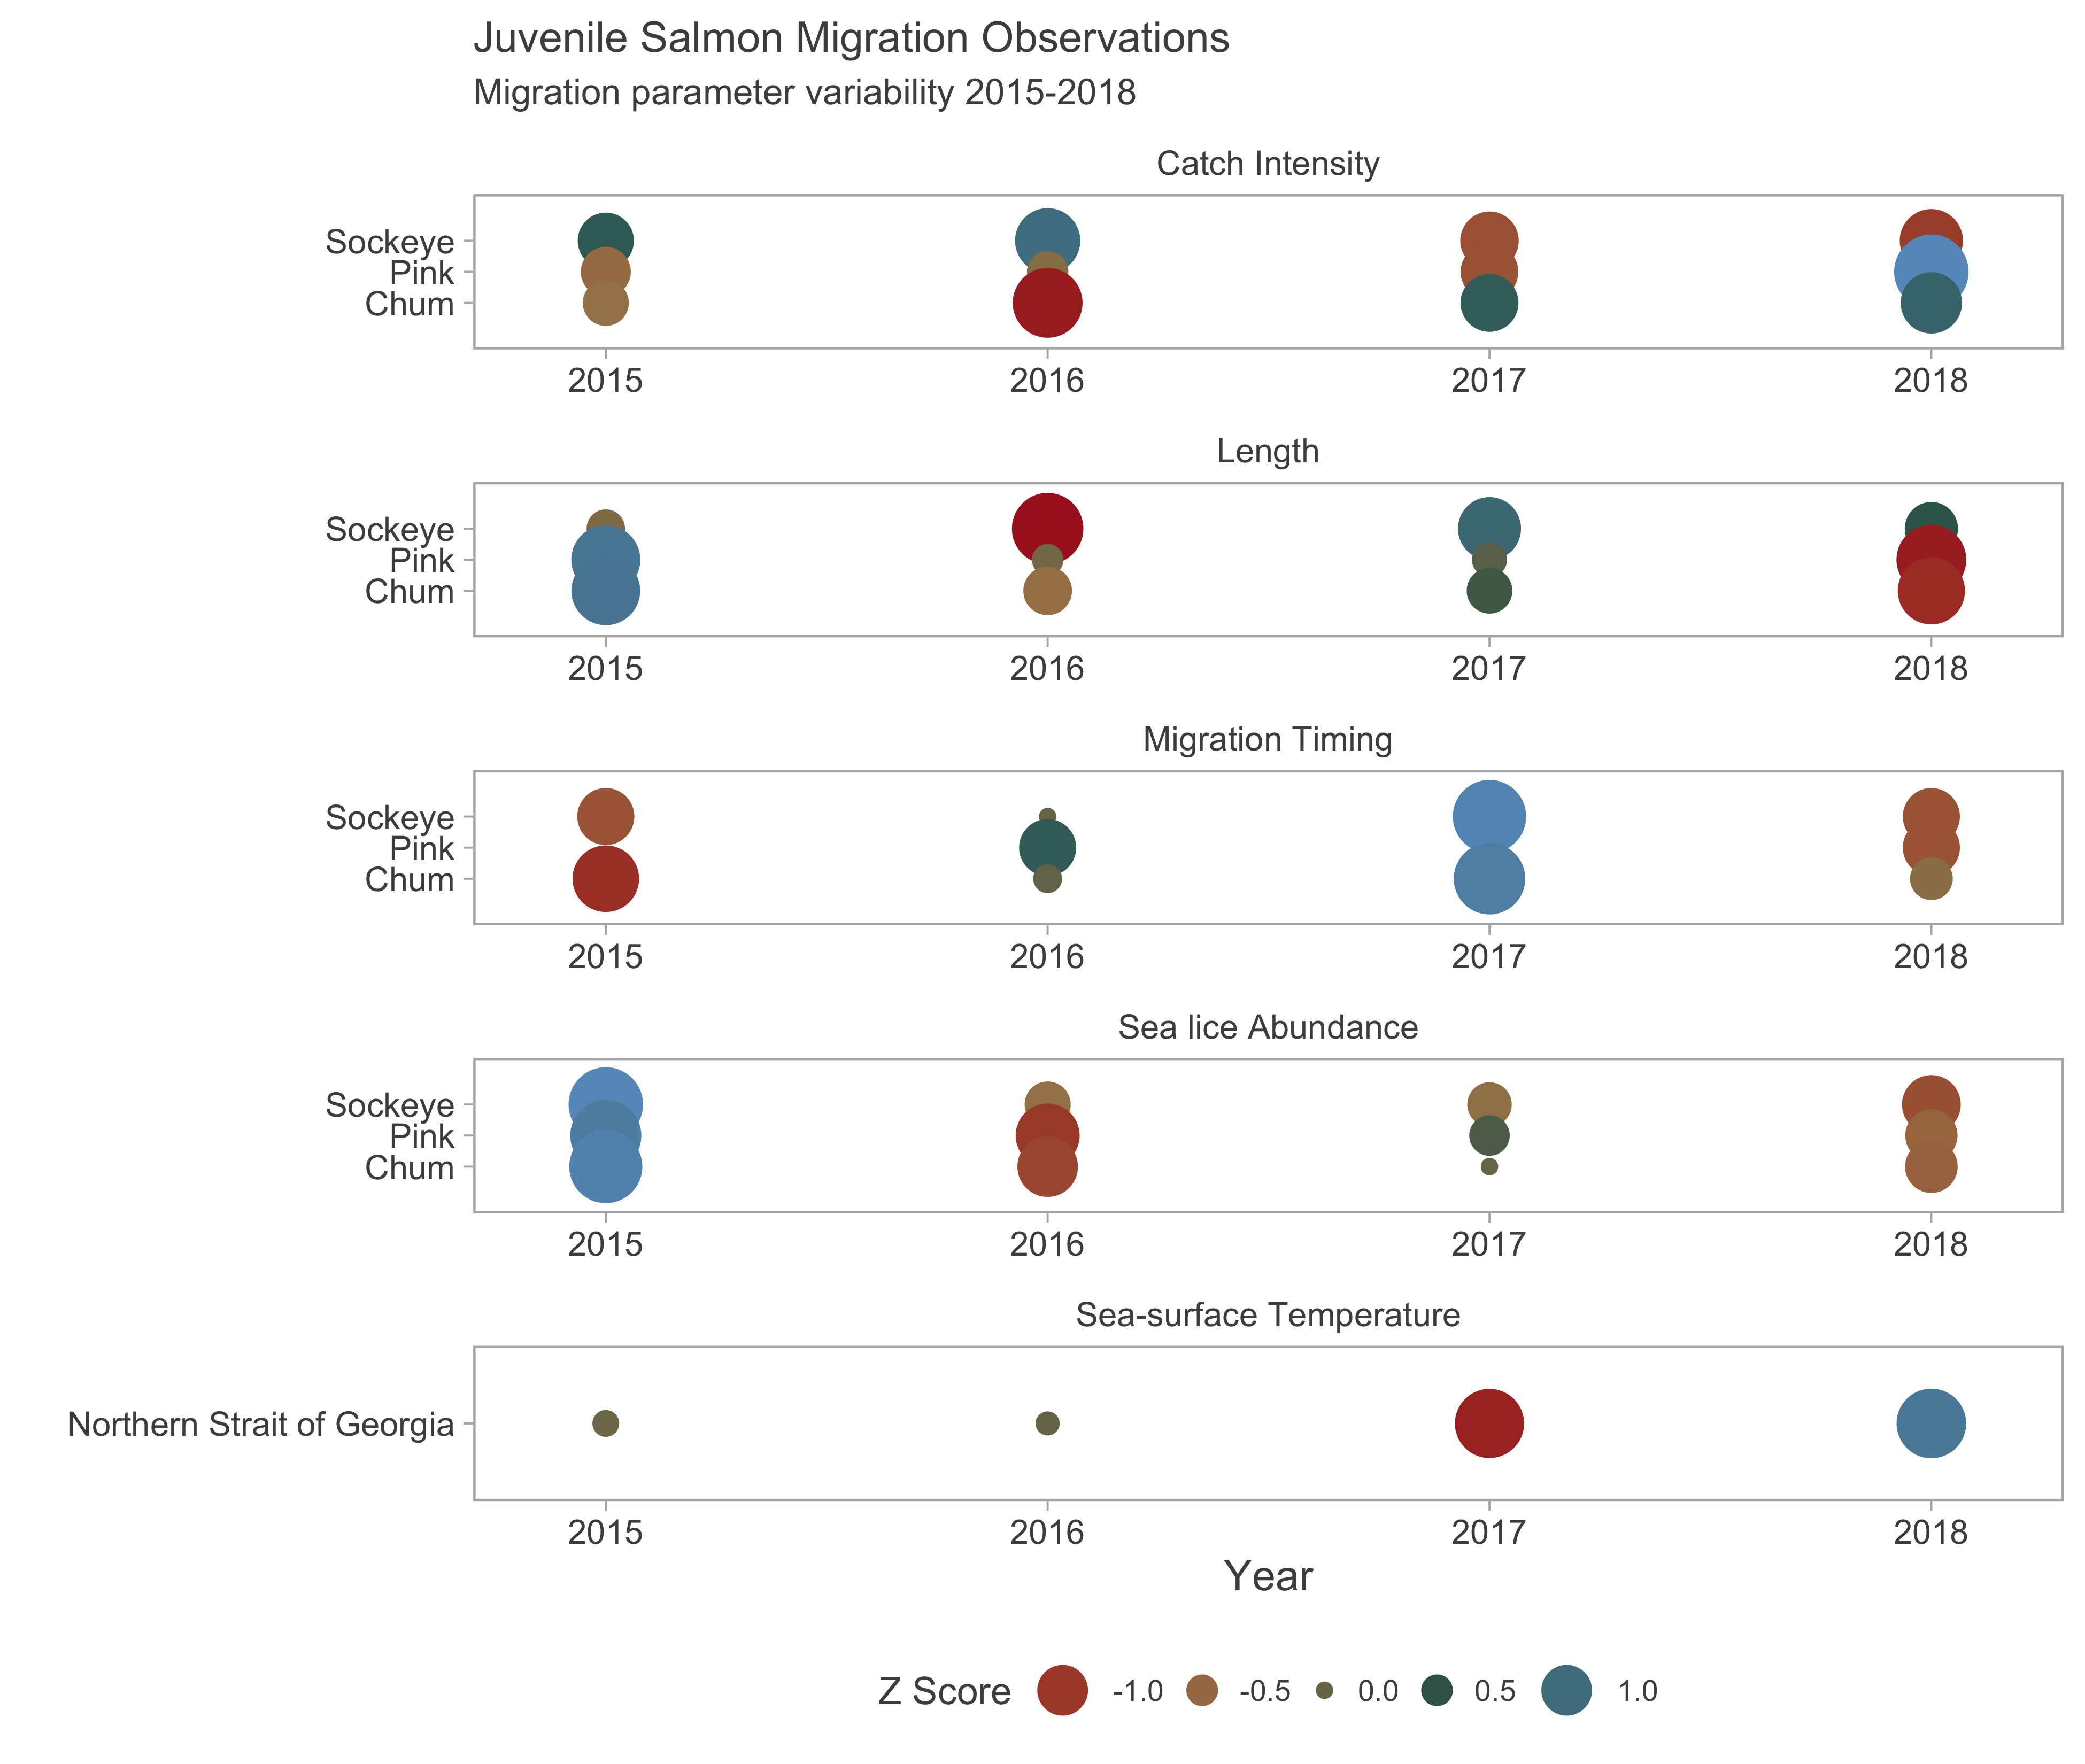 Juvenile Salmon Migration Observations
Migration parameter variability 2015-2018
Catch Intensity
Sockeye
Pink
Chum
2015 2016 2017 2018
Length
Sockeye
Pink
Chum
2015 2016 2017 2018
Migration Timing
Sockeye
Pink
Chum
2015 2016 2017 2018
Sea lice Abundance
Sockeye
Pink
Chum
2015 2016 2017 2018
Sea-surface Temperature
Northern Strait of Georgia
2015 2016 2017 2018
Year
Z Score -1.0 -0.5 0.0 0.5 1.0